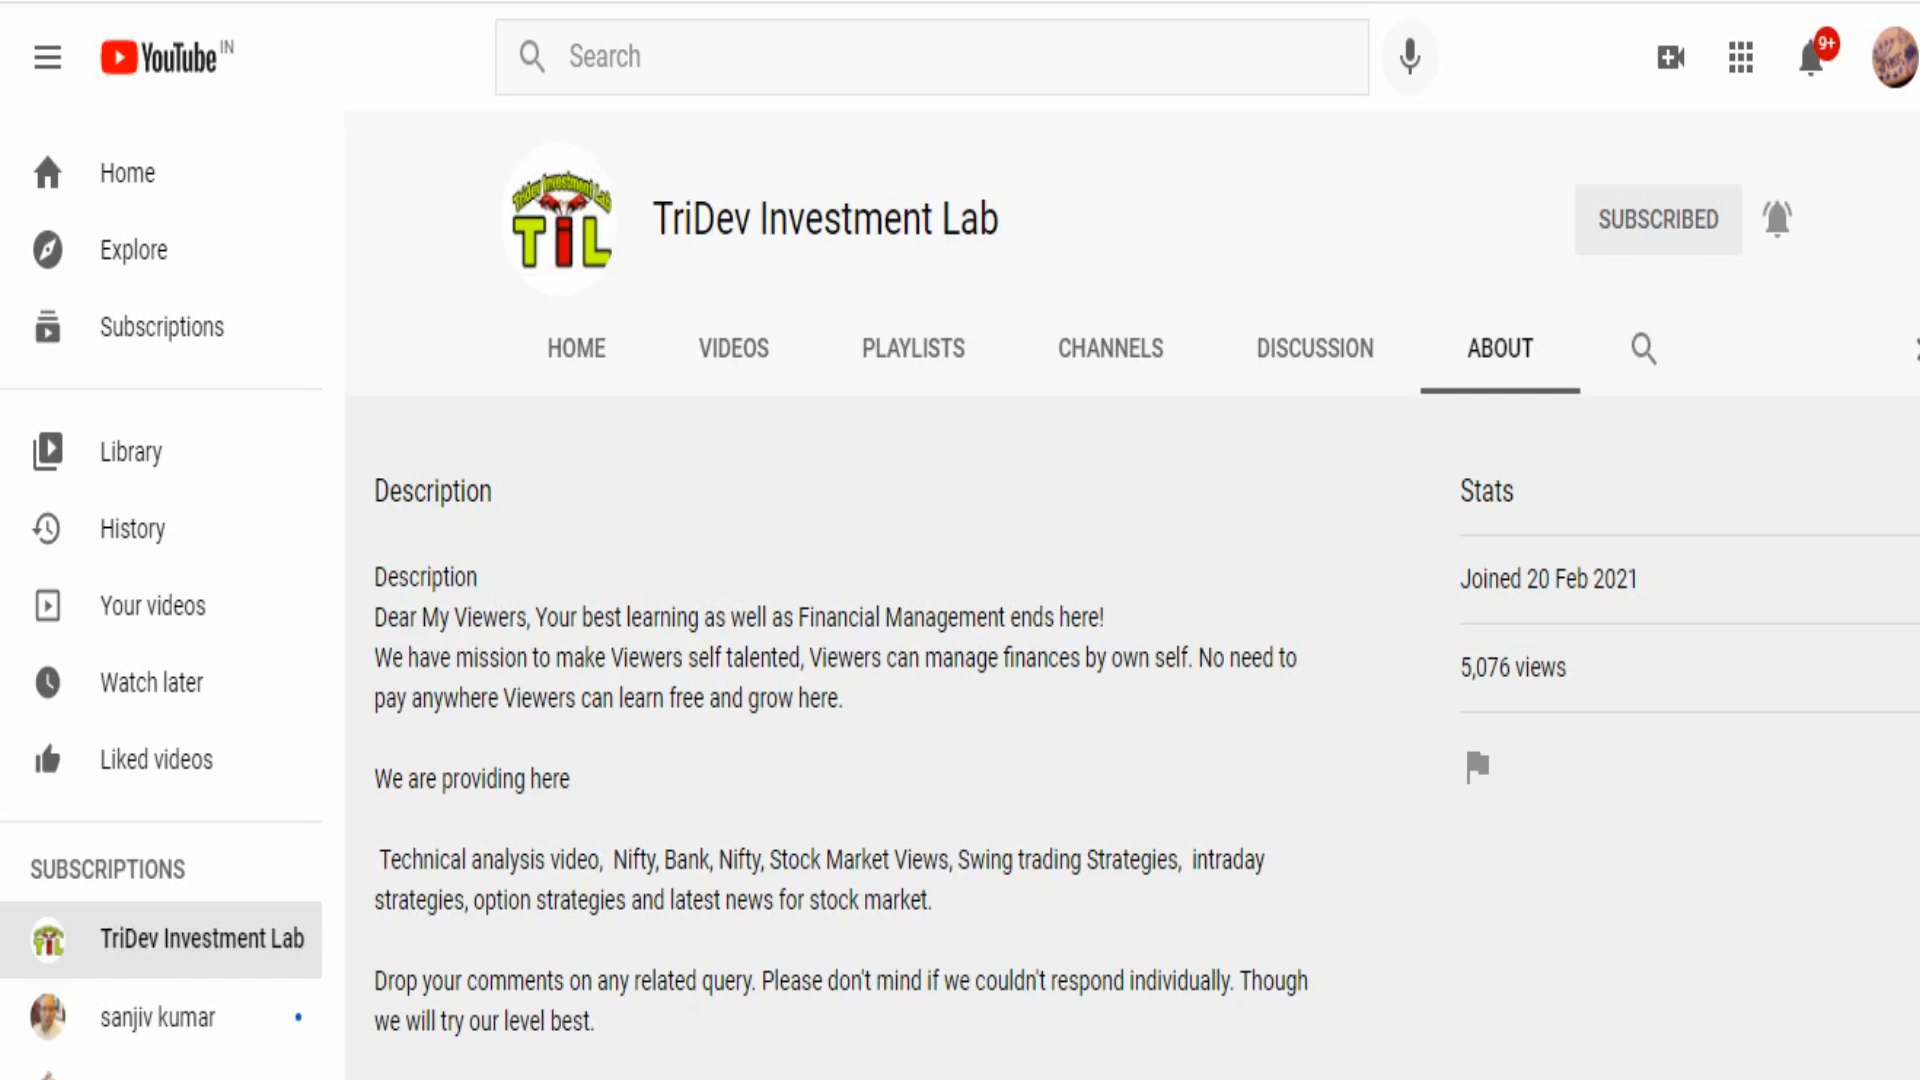 YouTube IN
Search
9+
Home
Explore
Subscriptions
Library
History
Your videos
Watch later
Liked videos
SUBSCRIPTIONS
TriDev Investment Lab
sanjiv kumar
Tridev Investment Lab
TiL
TriDev Investment Lab
SUBSCRIBED
HOME VIDEOS PLAYLISTS CHANNELS DISCUSSION ABOUT
Description
Description
Dear My Viewers, Your best learning as well as Financial Management ends here!
We have mission to make Viewers self talented, Viewers can manage finances by own self. No need to
pay anywhere Viewers can learn free and grow here.
We are providing here
Technical analysis video,  Nifty, Bank, Nifty, Stock Market Views, Swing trading Strategies,  intraday
strategies, option strategies and latest news for stock market.
Drop your comments on any related query. Please don't mind if we couldn't respond individually. Though
we will try our level best.
Stats
Joined 20 Feb 2021
5,076 views